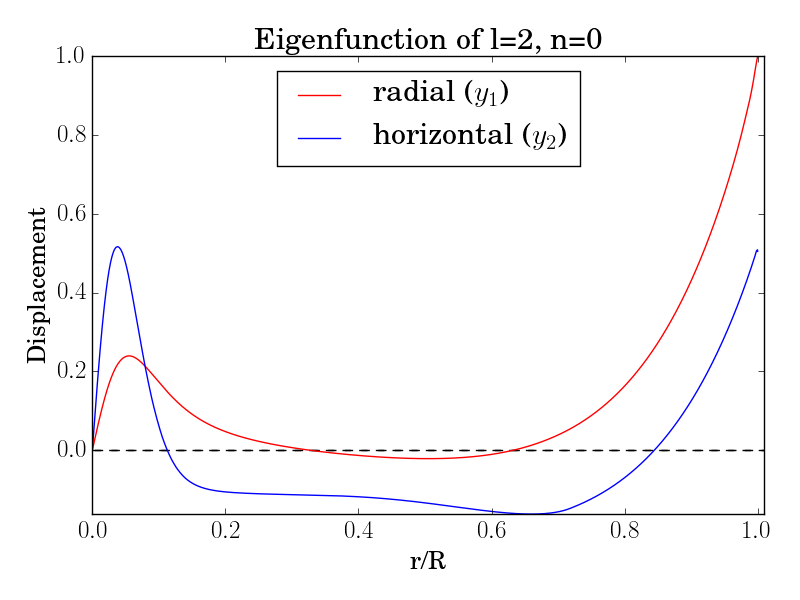 Eigenfunction of l=2, n=0
radial (y₁)
horizontal (y₂)
Displacement
1.0
0.8
0.6
0.4
0.2
0.0
0.0 0.2 0.4 0.6 0.8 1.0
r/R